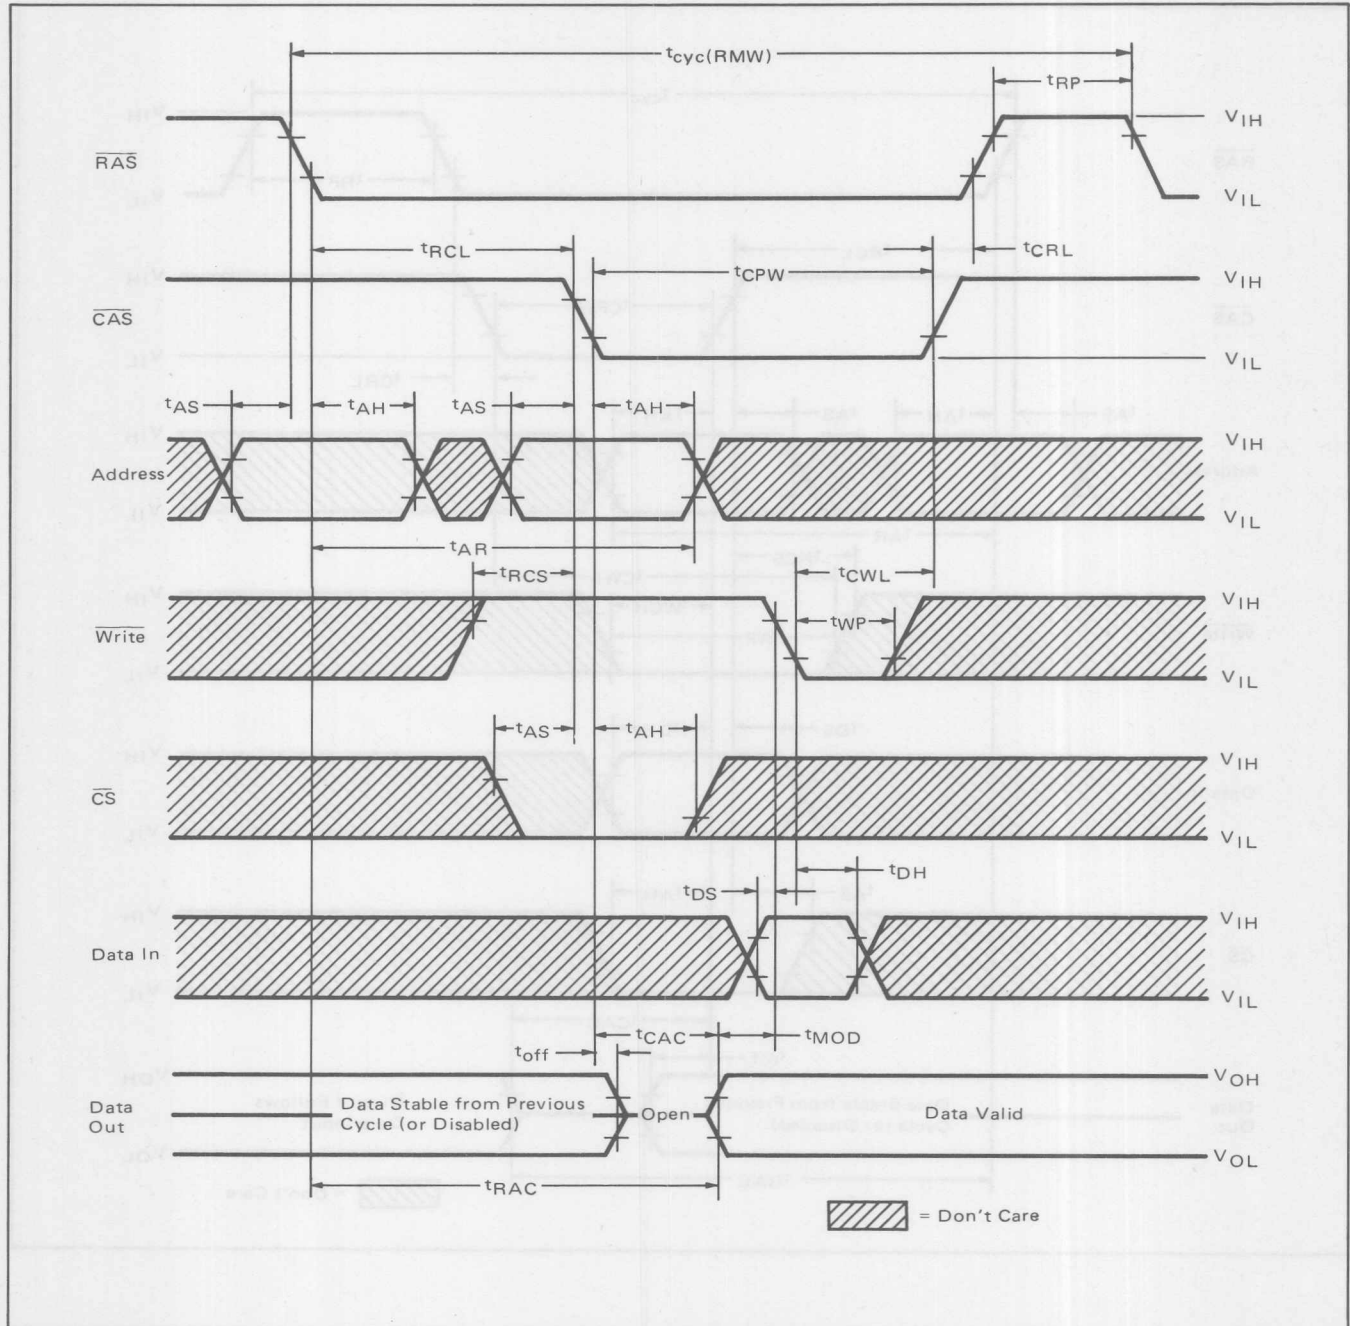 tcyc(RMW)
tRP
RAS
VIH
VIL
tRCL
tCRL
tCPW
CAS
VIH
VIL
tAS
tAH
tAS
tAH
Address
VIH
VIL
tAR
tRCS
tCWL
Write
VIH
tWP
VIL
tAS
tAH
CS
VIH
VIL
tDH
tDS
Data In
VIH
VIL
tCAC
tMOD
toff
VOH
Data
Out
Data Stable from Previous
Cycle (or Disabled)
Open
Data Valid
VOL
tRAC
= Don't Care